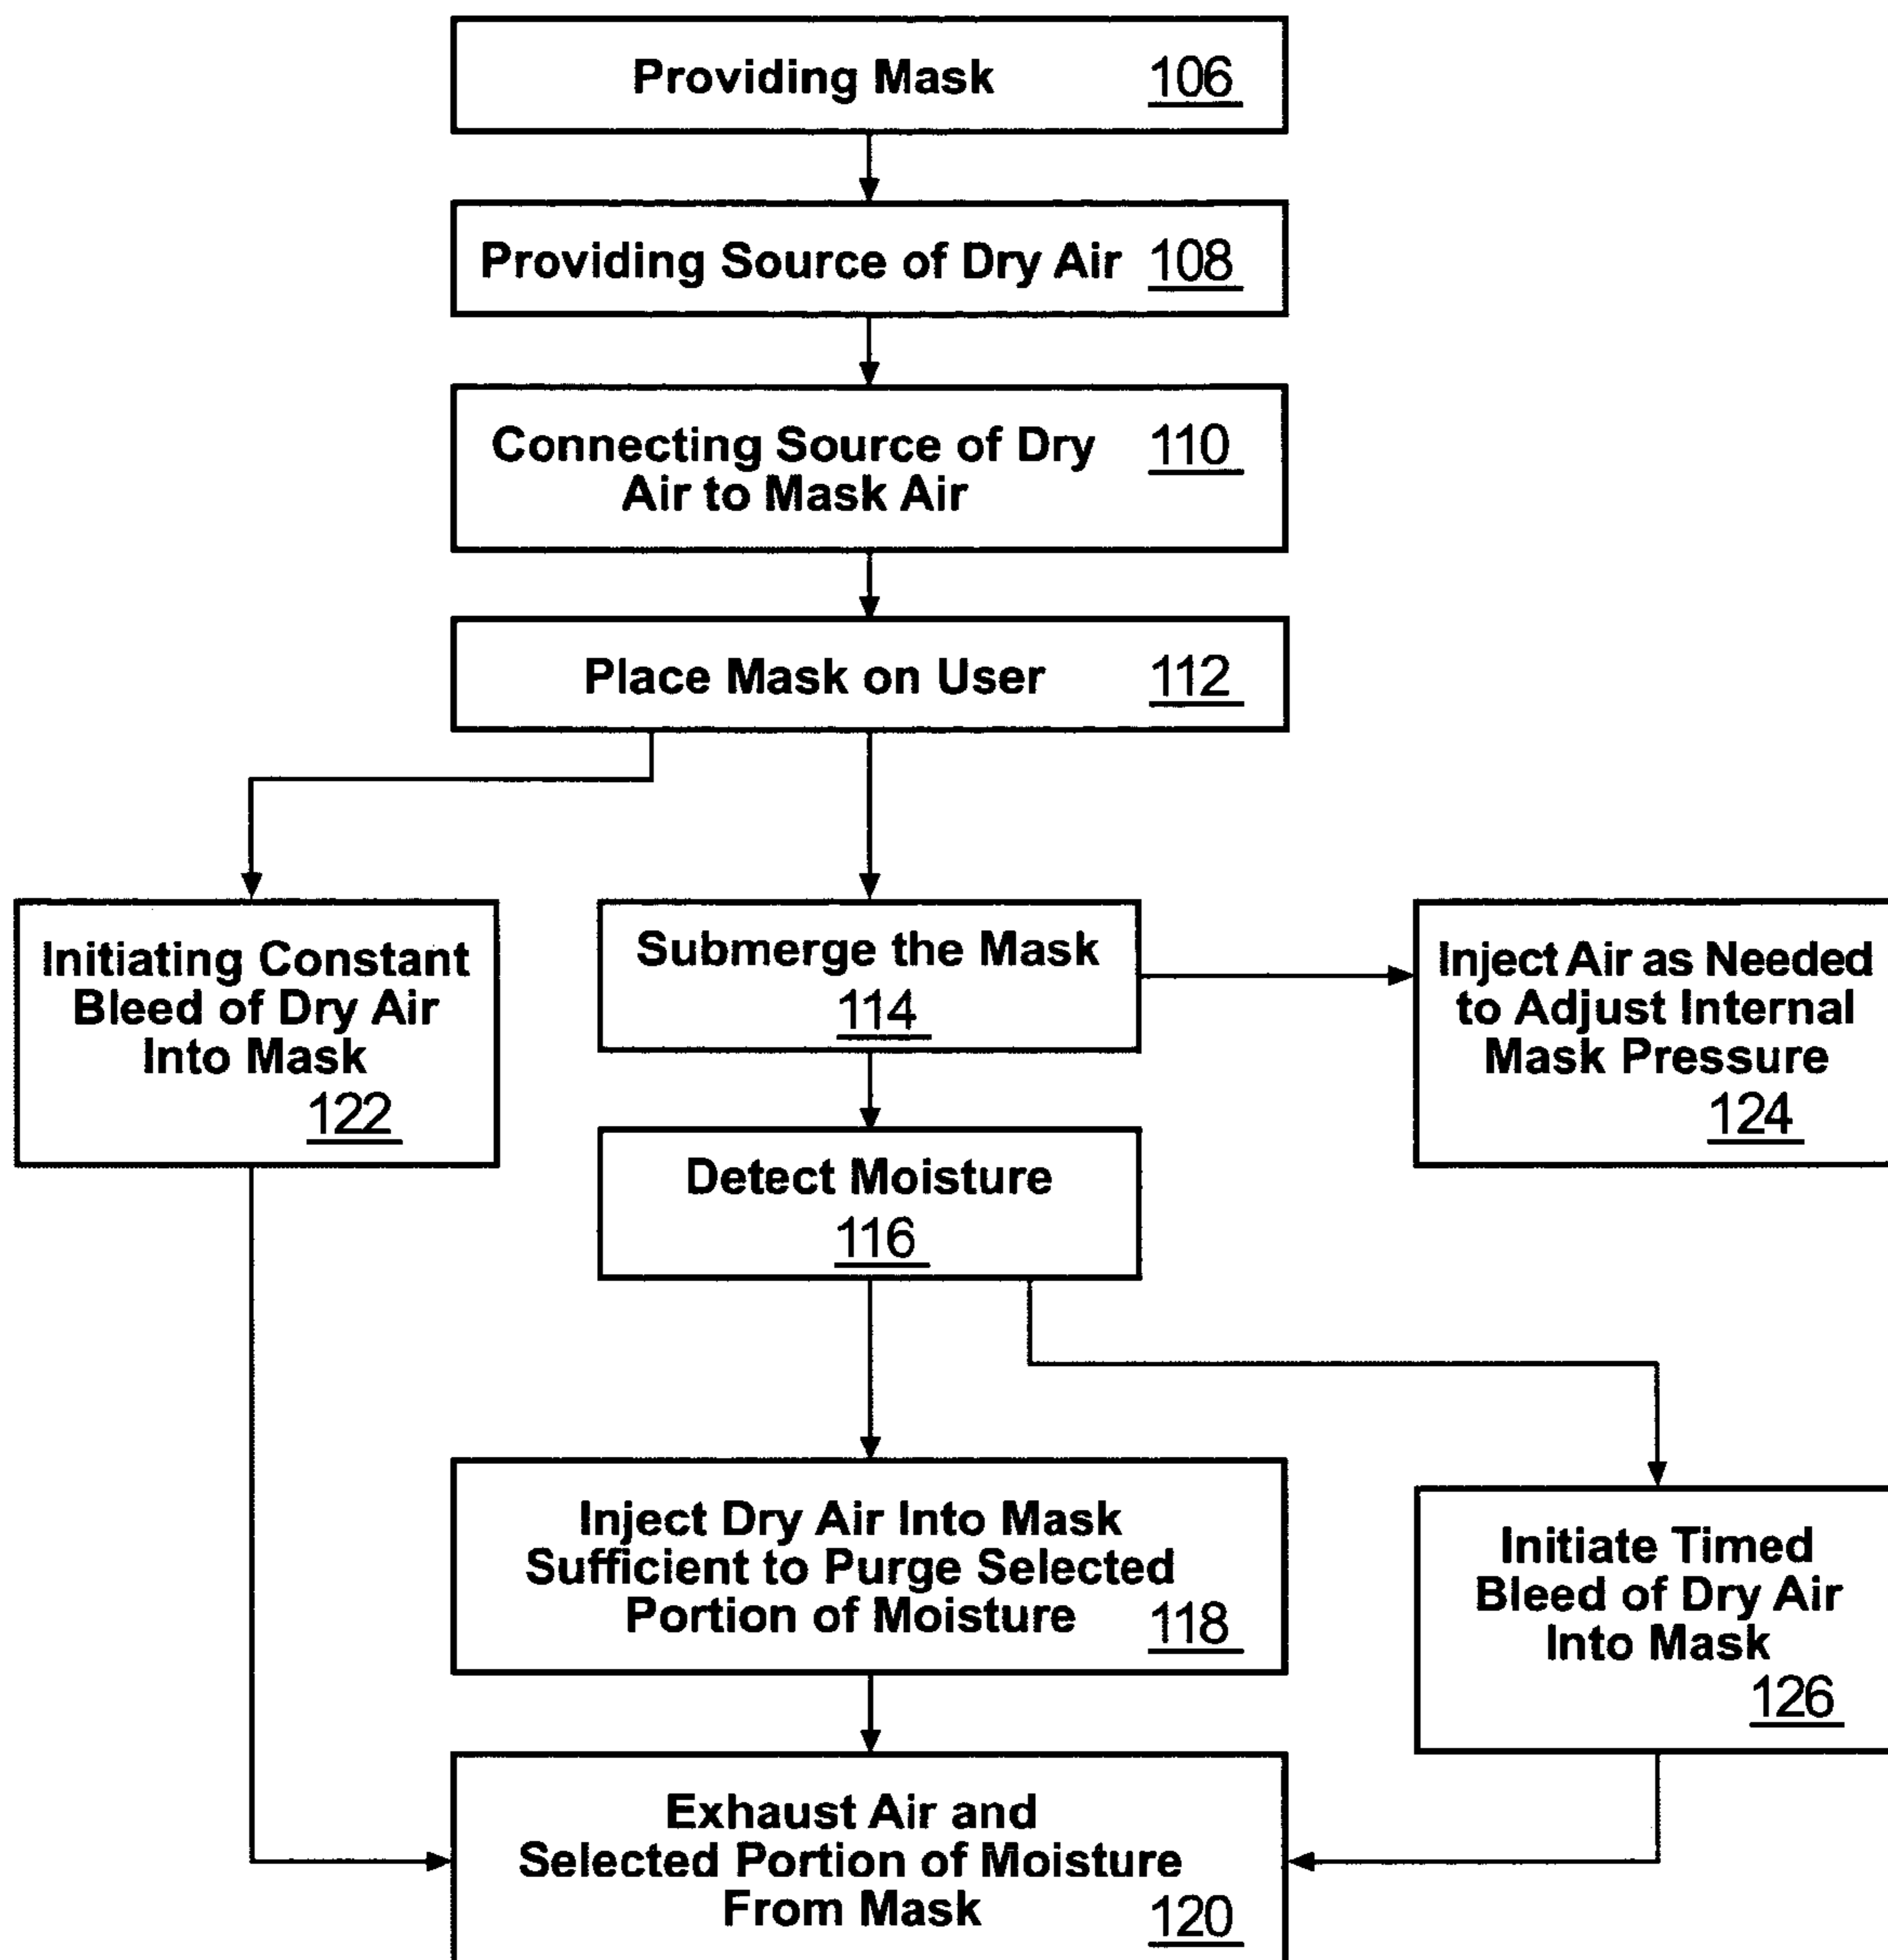 Providing Mask 106
Providing Source of Dry Air 108
Connecting Source of Dry 110
Air to Mask Air
Place Mask on User 112
Initiating Constant
Bleed of Dry Air
Into Mask
122
Submerge the Mask
114
Inject Air as Needed
to Adjust Internal
Mask Pressure
124
Detect Moisture
116
Inject Dry Air Into Mask
Sufficient to Purge Selected
Portion of Moisture 118
Initiate Timed
Bleed of Dry Air
Into Mask
126
Exhaust Air and
Selected Portion of Moisture
From Mask 120